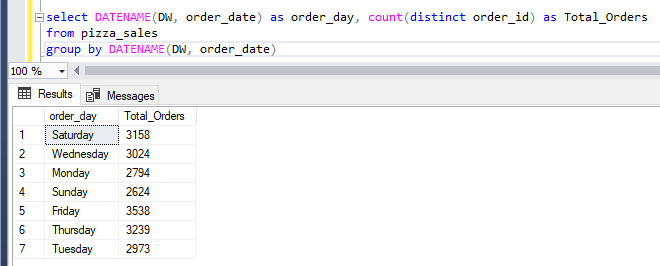 select DATENAME(DW, order_date) as order_day, count(distinct order_id) as Total_Orders
from pizza_sales
group by DATENAME(DW, order_date)
100 %
Results Messages
order_day Total_Orders
1 Saturday 3158
2 Wednesday 3024
3 Monday 2794
4 Sunday 2624
5 Friday 3538
6 Thursday 3239
7 Tuesday 2973